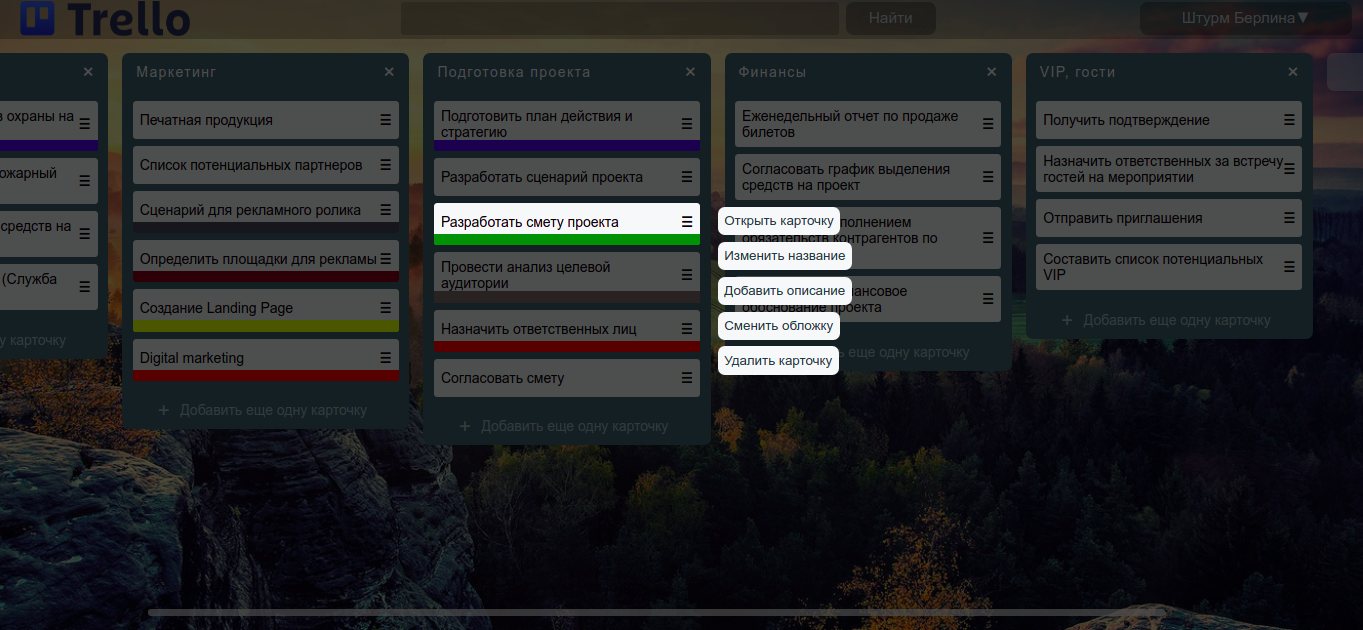 Trello
Найти
Штурм Берлина▼
в охраны на
ожарный
средств на
(Служба
у карточку
Маркетинг
Печатная продукция
Список потенциальных партнеров
Сценарий для рекламного ролика
Определить площадки для рекламы
Создание Landing Page
Digital marketing
+ Добавить еще одну карточку
Подготовка проекта
Подготовить план действия и
стратегию
Разработать сценарий проекта
Разработать смету проекта
Провести анализ целевой
аудитории
Назначить ответственных лиц
Согласовать смету
+ Добавить еще одну карточку
Открыть карточку
Изменить название
Добавить описание
Сменить обложку
Удалить карточку
Финансы
Еженедельный отчет по продаже
билетов
Согласовать график выделения
средств на проект
полнением
обязательств контрагентов по
нансовое
обоснование проекта
ь еще одну карточку
VIP, гости
Получить подтверждение
Назначить ответственных за встречу
гостей на мероприятии
Отправить приглашения
Составить список потенциальных
VIP
+ Добавить еще одну карточку